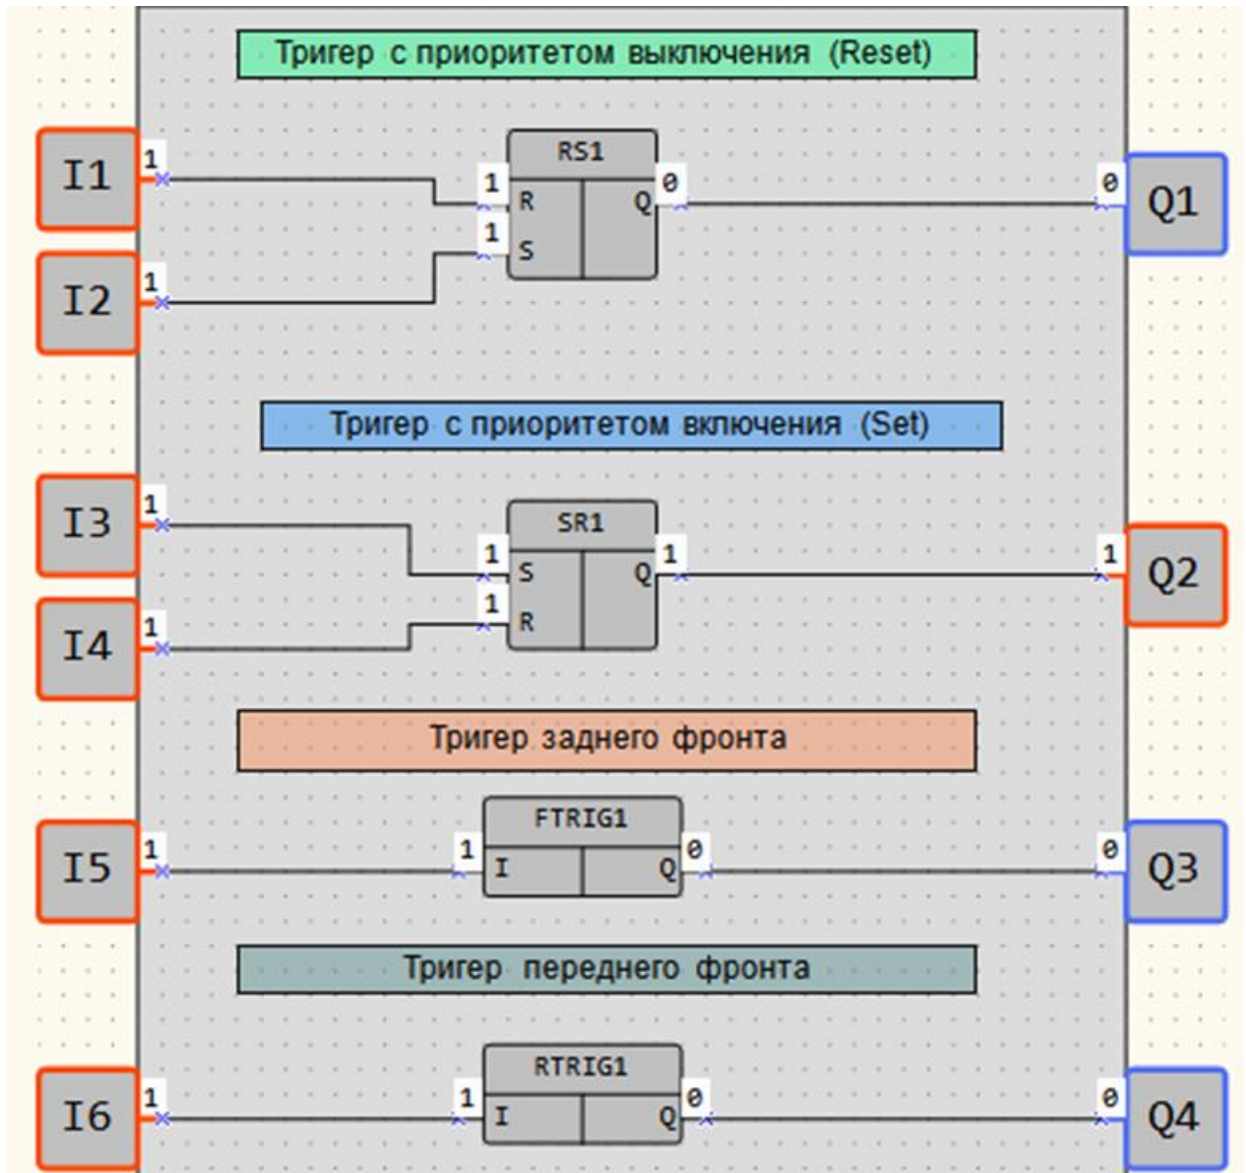 Тригер с приоритетом выключения (Reset)
I1
1
1
RS1
R
Q
0
0
Q1
1
S
I2
1
Тригер с приоритетом включения (Set)
I3
1
1
SR1
S
Q
1
1
Q2
1
R
I4
1
Тригер заднего фронта
I5
1
1
FTRIG1
I
Q
0
0
Q3
Тригер переднего фронта
I6
1
1
RTRIG1
I
Q
0
0
Q4